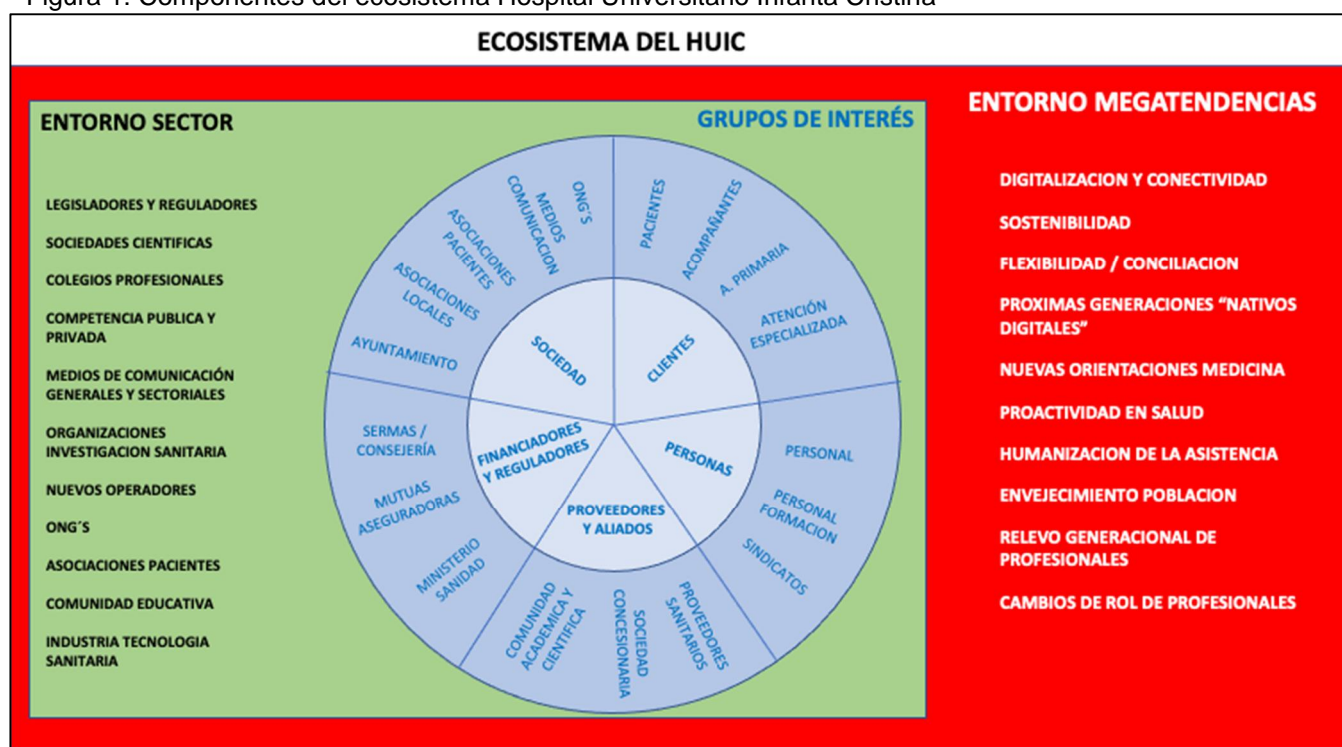 Figura 1. Componentes del ecosistema Hospital Universitario Infanta Cristina
ECOSISTEMA DEL HUIC
ENTORNO SECTOR
LEGISLADORES Y REGULADORES
SOCIEDADES CIENTIFICAS
COLEGIOS PROFESIONALES
COMPETENCIA PUBLICA Y
PRIVADA
MEDIOS DE COMUNICACIÓN
GENERALES Y SECTORIALES
ORGANIZACIONES
INVESTIGACION SANITARIA
NUEVOS OPERADORES
ONG´S
ASOCIACIONES PACIENTES
COMUNIDAD EDUCATIVA
INDUSTRIA TECNOLOGIA
SANITARIA
GRUPOS DE INTERÉS
SOCIEDAD
AYUNTAMIENTO
ASOCIACIONES
LOCALES
ASOCIACIONES
PACIENTES
MEDIOS
COMUNICACION
ONG´S
CLIENTES
PACIENTES
ACOMPAÑANTES
A. PRIMARIA
ATENCIÓN
ESPECIALIZADA
PERSONAS
PERSONAL
PERSONAL
FORMACION
SINDICATOS
PROVEEDORES
Y ALIADOS
PROVEEDORES
SANITARIOS
SOCIEDAD
CONCESIONARIA
COMUNIDAD
ACADEMICA Y
CIENTIFICA
FINANCIADORES
Y REGULADORES
MINISTERIO
SANIDAD
MUTUAS
ASEGURADORAS
SERMAS /
CONSEJERÍA
ENTORNO MEGATENDENCIAS
DIGITALIZACION Y CONECTIVIDAD
SOSTENIBILIDAD
FLEXIBILIDAD / CONCILIACION
PROXIMAS GENERACIONES “NATIVOS
DIGITALES”
NUEVAS ORIENTACIONES MEDICINA
PROACTIVIDAD EN SALUD
HUMANIZACION DE LA ASISTENCIA
ENVEJECIMIENTO POBLACION
RELEVO GENERACIONAL DE
PROFESIONALES
CAMBIOS DE ROL DE PROFESIONALES